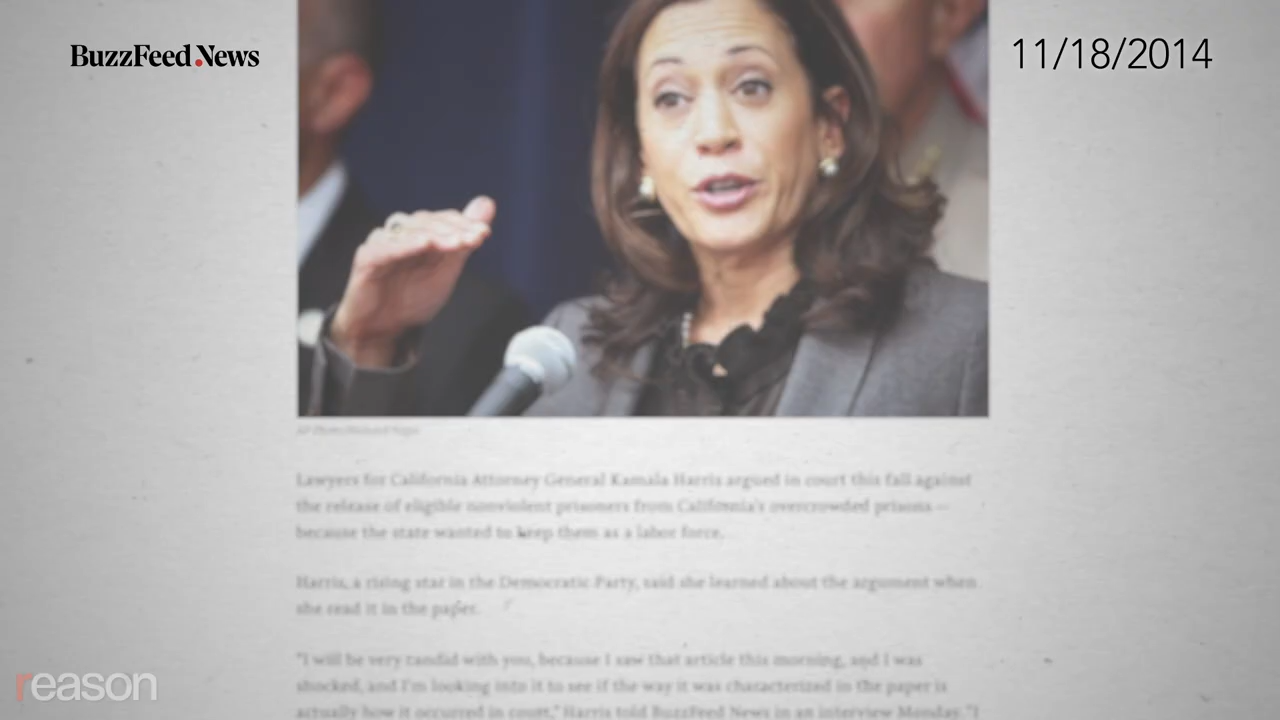 BuzzFeed News
11/18/2014
Lawyers for California Attorney General Kamala Harris argued in court this fall against
the release of eligible nonviolent prisoners from California's overcrowded prisons —
because the state wanted to keep them as a labor force.
Harris, a rising star in the Democratic Party, said she learned about the argument when
she read it in the paper.
"I will be very candid with you, because I saw that article this morning, and I was
shocked, and I'm looking into it to see if the way it was characterized in the paper is
actually how it occurred in court," Harris told BuzzFeed News in an interview Monday. "I
reason